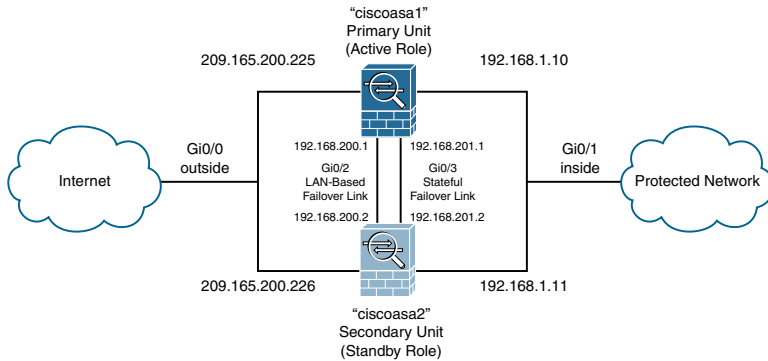 “ciscoasa1”
Primary Unit
(Active Role)
209.165.200.225
192.168.1.10
Gi0/0
outside
192.168.200.1
192.168.201.1
Gi0/2
LAN-Based
Failover Link
Gi0/3
Stateful
Failover Link
Gi0/1
inside
Internet
Protected Network
192.168.200.2
192.168.201.2
209.165.200.226
192.168.1.11
“ciscoasa2”
Secondary Unit
(Standby Role)